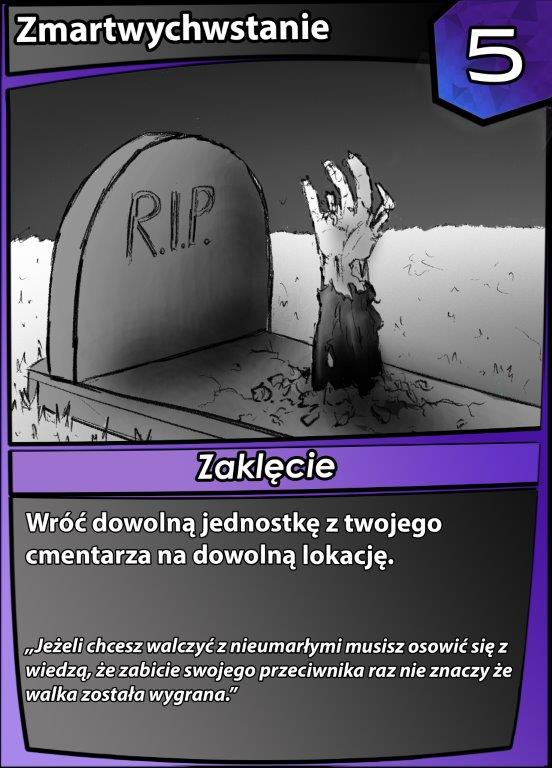 Zmartwychwstanie
5
R.I.P.
Zaklęcie
Wróć dowolną jednostkę z twojego
cmentarza na dowolną lokację.
„Jeżeli chcesz walczyć z nieumarłymi musisz osowić się z
wiedzą, że zabicie swojego przeciwnika raz nie znaczy że
walka została wygrana.”